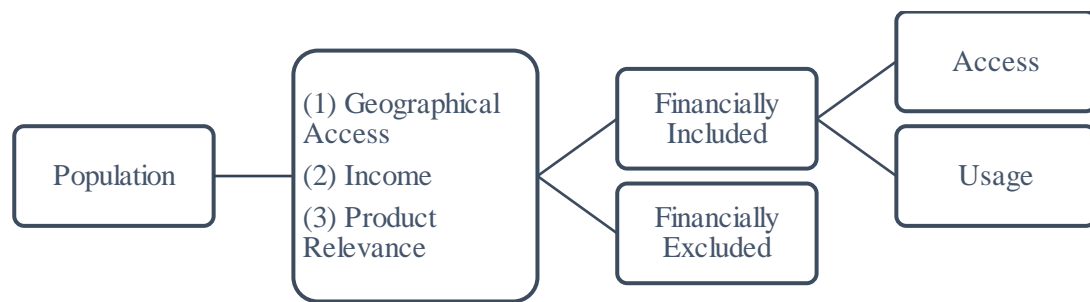 Population
(1) Geographical
Access
(2) Income
(3) Product
Relevance
Financially
Included
Financially
Excluded
Access
Usage